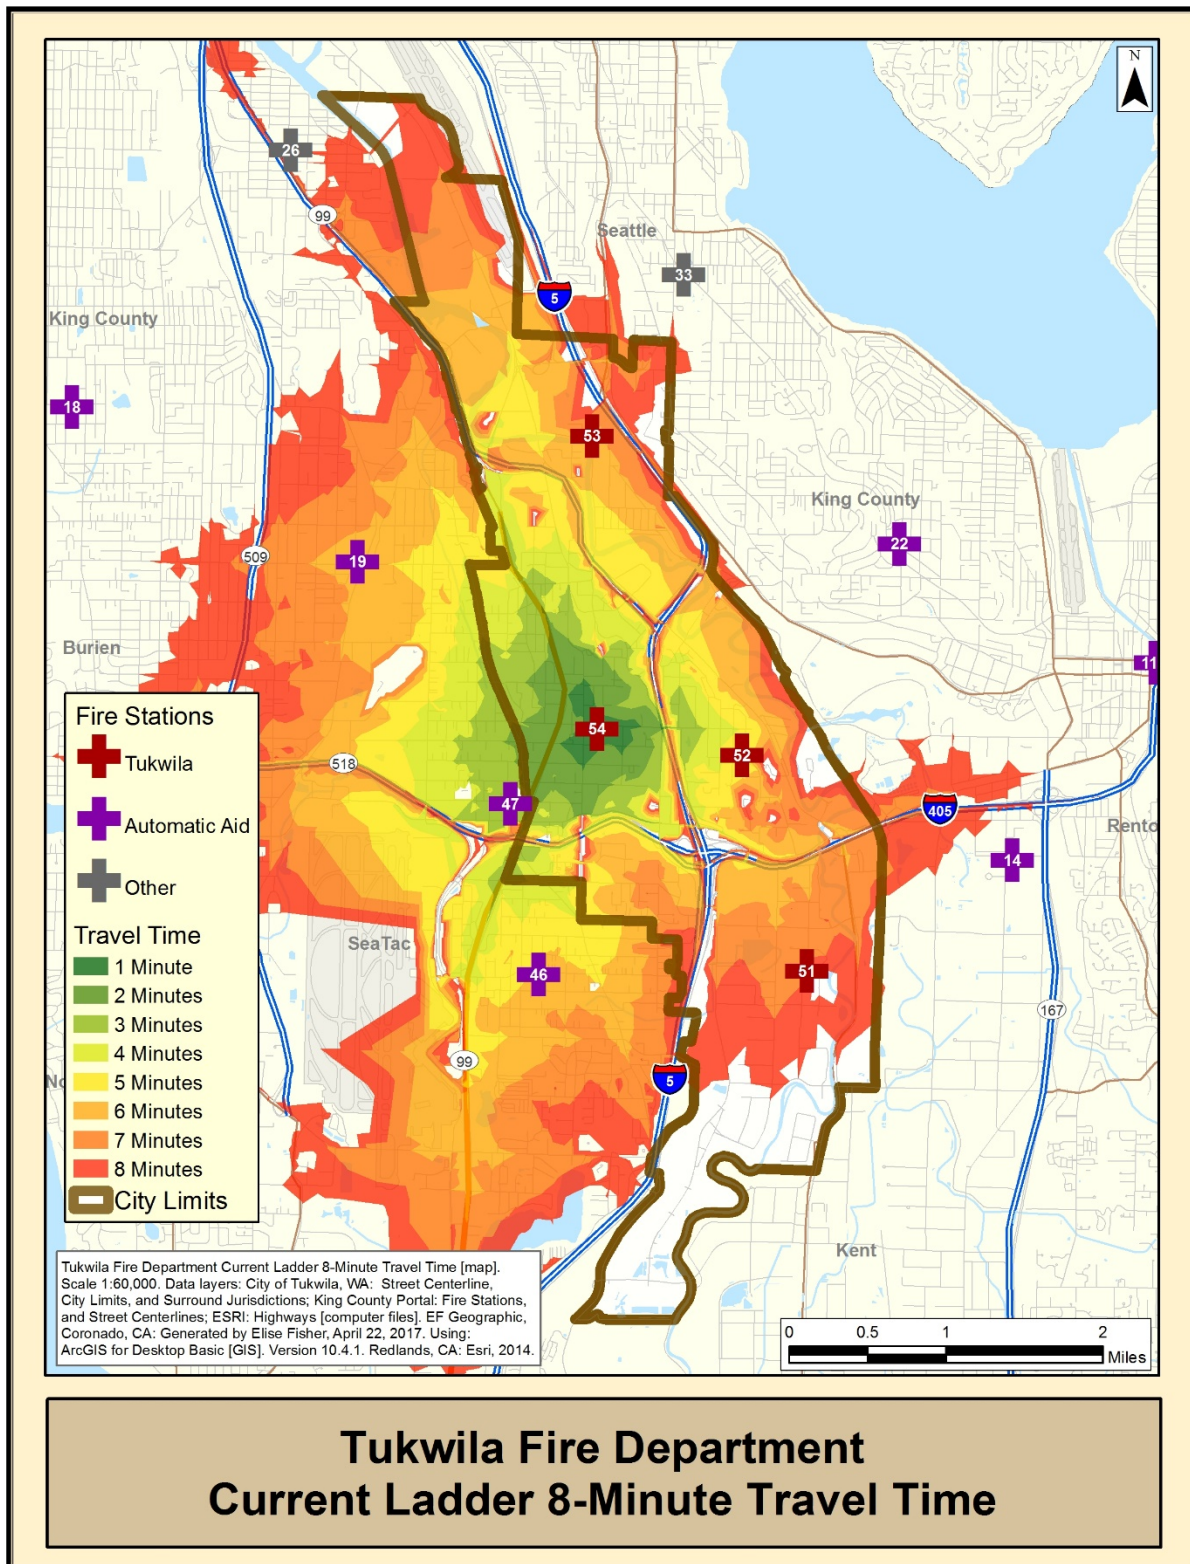 N
26
99
Seattle
33
5
King County
18
53
King County
22
19
509
Burien
11
54
52
518
47
405
Rento
14
SeaTac
46
51
167
99
5
No
Kent
Fire Stations
Tukwila
Automatic Aid
Other
Travel Time
1 Minute
2 Minutes
3 Minutes
4 Minutes
5 Minutes
6 Minutes
7 Minutes
8 Minutes
City Limits
Tukwila Fire Department Current Ladder 8-Minute Travel Time [map].
Scale 1:60,000. Data layers: City of Tukwila, WA: Street Centerline,
City Limits, and Surround Jurisdictions; King County Portal: Fire Stations,
and Street Centerlines; ESRI: Highways [computer files]. EF Geographic,
Coronado, CA: Generated by Elise Fisher, April 22, 2017. Using:
ArcGIS for Desktop Basic [GIS]. Version 10.4.1. Redlands, CA: Esri, 2014.
0 0.5 1 2
Miles
Tukwila Fire Department
Current Ladder 8-Minute Travel Time